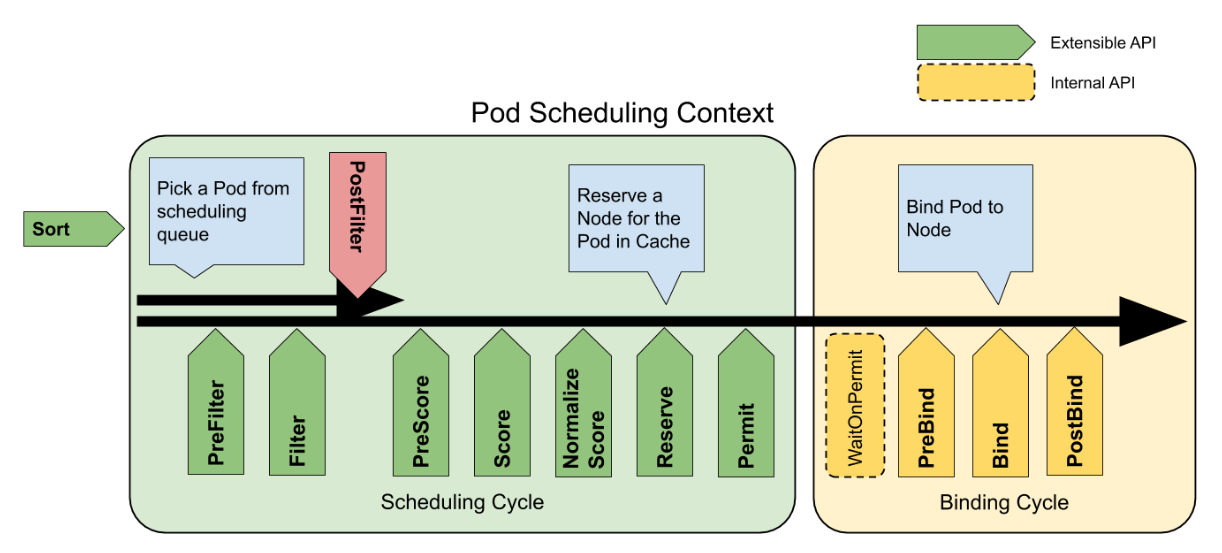 Extensible API
Internal API
Pod Scheduling Context
Pick a Pod from
scheduling
queue
PostFilter
Reserve a
Node for the
Pod in Cache
Bind Pod to
Node
Sort
PreFilter
Filter
PreScore
Score
Normalize
Score
Reserve
Permit
WaitOnPermit
PreBind
Bind
PostBind
Scheduling Cycle
Binding Cycle